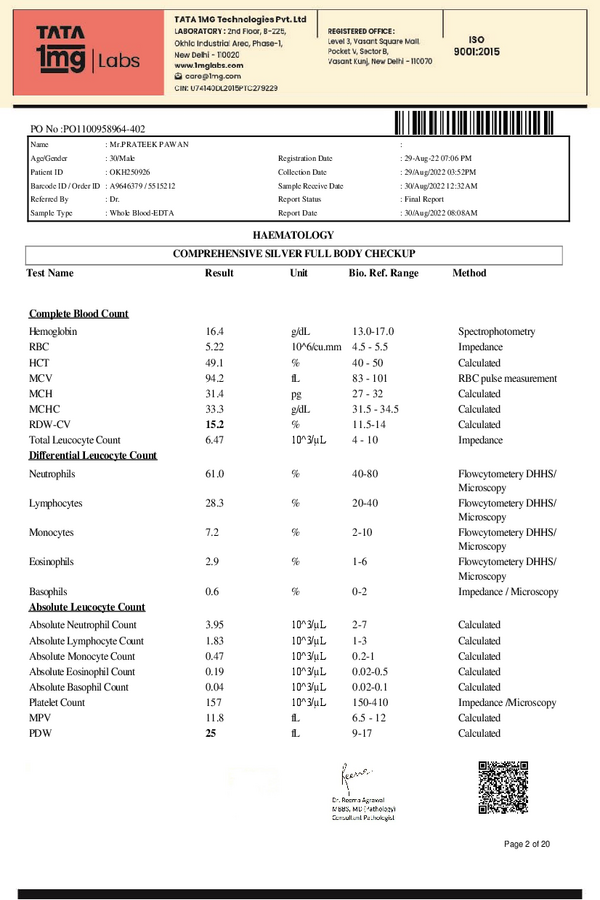 TATA
1mg Labs
TATA 1MG Technologies Pvt. Ltd
LABORATORY : 2nd Floor, B-225,
Okhla Industrial Area, Phase-1,
New Delhi - 110020
www.1mglabs.com
care@1mg.com
CIN: U74140DL2015PTC279229
REGISTERED OFFICE :
Level 3, Vasant Square Mall,
Pocket V, Sector B,
Vasant Kunj, New Delhi - 110070
ISO
9001:2015
PO No :PO1100958964-402
Name : Mr.PRATEEK PAWAN :
Age/Gender : 30/Male Registration Date : 29-Aug-22 07:06 PM
Patient ID : OKH250926 Collection Date : 29/Aug/2022 03:52PM
Barcode ID / Order ID : A9646379 / 5515212 Sample Receive Date : 30/Aug/2022 12:32AM
Referred By : Dr. Report Status : Final Report
Sample Type : Whole Blood-EDTA Report Date : 30/Aug/2022 08:08AM
HAEMATOLOGY
COMPREHENSIVE SILVER FULL BODY CHECKUP
Test Name Result Unit Bio. Ref. Range Method
Complete Blood Count
Hemoglobin 16.4 g/dL 13.0-17.0 Spectrophotometry
RBC 5.22 10^6/cu.mm 4.5 - 5.5 Impedance
HCT 49.1 % 40 - 50 Calculated
MCV 94.2 fL 83 - 101 RBC pulse measurement
MCH 31.4 pg 27 - 32 Calculated
MCHC 33.3 g/dL 31.5 - 34.5 Calculated
RDW-CV 15.2 % 11.5-14 Calculated
Total Leucocyte Count 6.47 10^3/µL 4 - 10 Impedance
Differential Leucocyte Count
Neutrophils 61.0 % 40-80 Flowcytometery DHSS/
Microscopy
Lymphocytes 28.3 % 20-40 Flowcytometery DHSS/
Microscopy
Monocytes 7.2 % 2-10 Flowcytometery DHSS/
Microscopy
Eosinophils 2.9 % 1-6 Flowcytometery DHSS/
Microscopy
Basophils 0.6 % 0-2 Impedance / Microscopy
Absolute Leucocyte Count
Absolute Neutrophil Count 3.95 10^3/µL 2-7 Calculated
Absolute Lymphocyte Count 1.83 10^3/µL 1-3 Calculated
Absolute Monocyte Count 0.47 10^3/µL 0.2-1 Calculated
Absolute Eosinophil Count 0.19 10^3/µL 0.02-0.5 Calculated
Absolute Basophil Count 0.04 10^3/µL 0.02-0.1 Calculated
Platelet Count 157 10^3/µL 150-410 Impedance /Microscopy
MPV 11.8 fL 6.5 - 12 Calculated
PDW 25 fL 9-17 Calculated
Reema
Dr. Reema Agrawal
MBBS, MD (Pathology)
Consultant Pathologist
Page 2 of 20